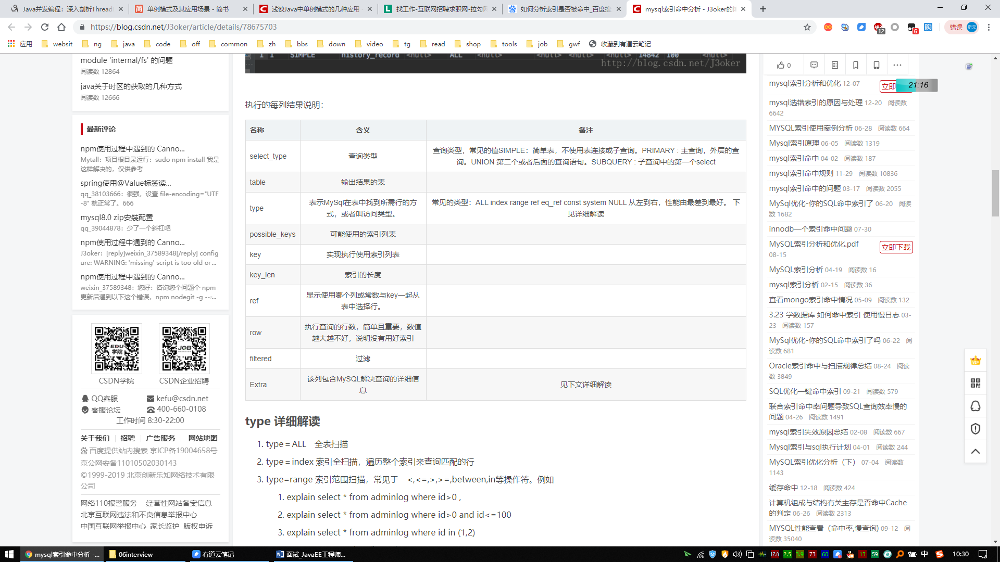 Java并发编程：深入剖析Thread
单例模式及其应用场景 - 简书
浅谈Java中单例模式的几种应用
找工作-互联网招聘求职网-拉勾网
如何分析索引是否被命中_百度搜
mysql索引命中分析 - J3oker的博
https://blog.csdn.net/J3oker/article/details/78675703
12
6
错误
斯元
应用
websit
ng
java
code
off
common
zh
bbs
down
video
tg
read
shop
tools
job
gwf
收藏到有道云笔记
module 'internal/fs' 的问题
阅读数 12864
java关于时区的获取的几种方式
阅读数 12666
最新评论
npm使用过程中遇到的 Canno...
Mytall：项目根目录运行：sudo npm install 我是
这样解决的，仅供参考
spring使用@Value标签读...
qq_38103666：很强，设置 file-encoding="UTF
-8" 就正常了。666
mysql8.0 zip安装配置
qq_39044878：少了一个斜杠吧
npm使用过程中遇到的 Canno...
J3oker：[reply]weixin_37589348[/reply] config
ure: WARNING: 'missing' script is too old or...
npm使用过程中遇到的 Canno...
weixin_37589348：您好：咨询您个问题个 npm
更新后遇到以下这个错误，npm nodegit -g --...
EDU
学院
JOB
CSDN学院
CSDN企业招聘
QQ客服
kefu@csdn.net
客服论坛
400-660-0108
工作时间 8:30-22:00
关于我们
招聘
广告服务
网站地图
百度提供站内搜索 京ICP备19004658号
京公网安备11010502030143
©1999-2019 北京创新乐知网络技术有限
公司
网络110报警服务
经营性网站备案信息
北京互联网违法和不良信息举报中心
中国互联网举报中心
家长监护
版权申诉
1 1 SIMPLE history_record <null> ALL <null> <null> <null> <null> 14842 100 <null>
http://blog.csdn.net/J3oker
执行的每列结果说明：
名称
含义
备注
select_type
查询类型
查询类型，常见的值SIMPLE：简单表，不使用表连接或子查询。PRIMARY : 主查询，外层的查
询。UNION 第二个或者后面的查询语句。SUBQUERY : 子查询中的第一个select
table
输出结果的表
type
表示MySql在表中找到所需行的方
式，或者叫访问类型。
常见的类型：ALL index range ref eq_ref const system NULL 从左到右，性能由最差到最好。 下
见详细解读
possible_keys
可能使用的索引列表
key
实现执行使用索引列表
key_len
索引的长度
ref
显示使用哪个列或常数与key一起从
表中选择行。
row
执行查询的行数，简单且重要，数值
越大越不好，说明没有用好索引
filtered
过滤
Extra
该列包含MySQL解决查询的详细信
息
见下文详细解读
type 详细解读
1. type = ALL 全表扫描
2. type = index 索引全扫描，遍历整个索引来查询匹配的行
3. type=range 索引范围扫描，常见于 <,<=,>,>=,between,in等操作符。例如
1. explain select * from adminlog where id>0 ,
2. explain select * from adminlog where id>0 and id<=100
3. explain select * from adminlog where id in (1,2)
0
mysql索引分析和优化 12-07
立即
21:16
mysql选错索引的原因与处理 12-20 阅读数
6642
MYSQL索引使用案例分析 06-28 阅读数 664
Mysql索引原理 06-05 阅读数 1319
mysql索引命中 04-02 阅读数 187
mysql索引命中规则 11-29 阅读数 10836
mysql索引命中的问题 03-17 阅读数 2055
MySql优化-你的SQL命中索引了 06-20 阅读
数 1682
innodb一个索引命中问题 07-30
MySQL索引分析和优化.pdf
08-15
立即下载
MySQL索引分析 04-19 阅读数 16
mysql索引分析 02-15 阅读数 36
查看mongo索引命中情况 05-09 阅读数 132
3.23 学数据库 如何命中索引 使用慢日志 03-
23 阅读数 157
MySql优化-你的SQL命中索引了吗 06-22 阅
读数 681
Oracle索引命中与扫描规律总结 08-24 阅读
数 3849
SQL优化一键命中索引 09-21 阅读数 579
联合索引命中率问题导致SQL查询效率慢的
问题 04-26 阅读数 1491
mysql索引失效原因总结 02-08 阅读数 667
Mysql索引与sql执行计划 04-01 阅读数 244
MySQL索引优化分析（下） 07-04 阅读数
1143
缓存命中 12-18 阅读数 424
计算机组成与结构有关主存是否命中Cache
的判定 06-26 阅读数 2313
MYSQL性能查看（命中率,慢查询) 09-12 阅
读数 35040
mysql索引命中分析 -...
06interview
有道云笔记
面试_JavaEE工程师...
17.8
2.5
3.9
73
60
13
59
中
10:30